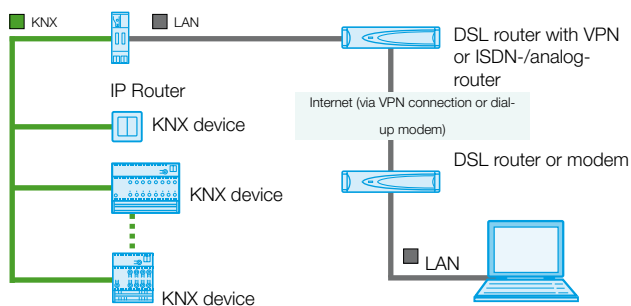 KNX
LAN
DSL router with VPN
or ISDN-/analog-
router
IP Router
Internet (via VPN connection or dial-
up modem)
KNX device
DSL router or modem
KNX device
LAN
KNX device